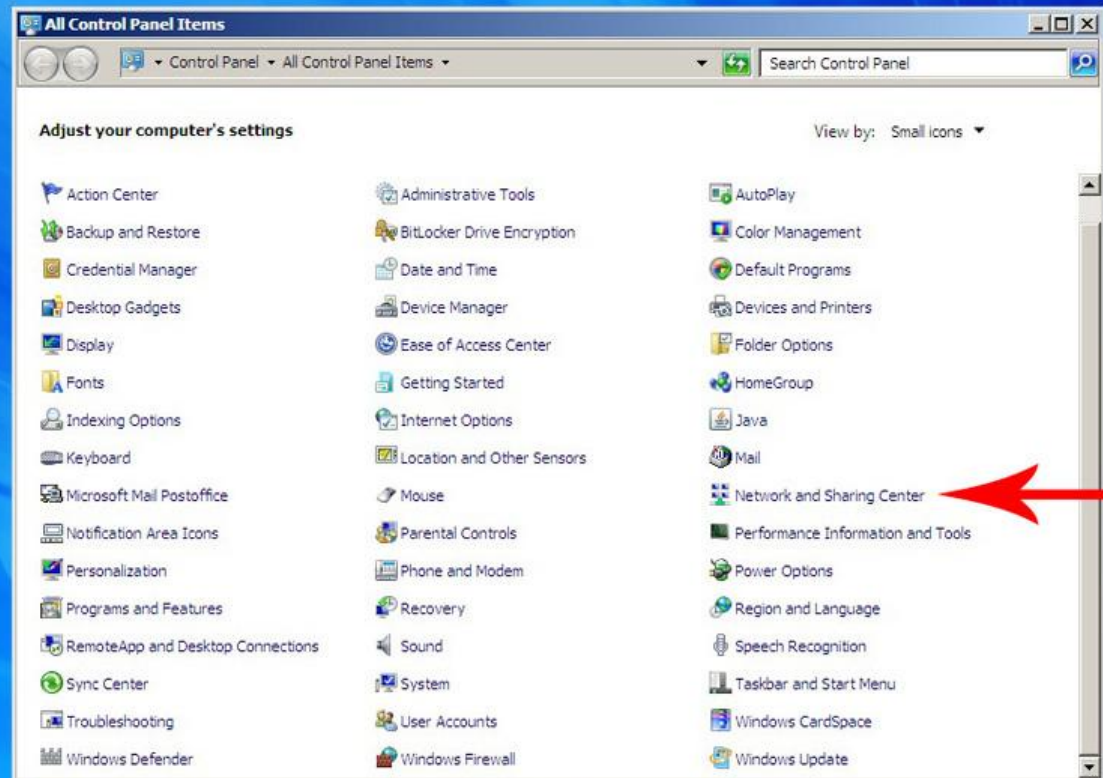 All Control Panel Items
Control Panel All Control Panel Items
Search Control Panel
Adjust your computer's settings
View by: Small icons
Action Center Administrative Tools AutoPlay
Backup and Restore BitLocker Drive Encryption Color Management
Credential Manager Date and Time Default Programs
Desktop Gadgets Device Manager Devices and Printers
Display Ease of Access Center Folder Options
Fonts Getting Started HomeGroup
Indexing Options Internet Options Java
Keyboard Location and Other Sensors Mail
Microsoft Mail Postoffice Mouse Network and Sharing Center
Notification Area Icons Parental Controls Performance Information and Tools
Personalization Phone and Modem Power Options
Programs and Features Recovery Region and Language
RemoteApp and Desktop Connections Sound Speech Recognition
Sync Center System Taskbar and Start Menu
Troubleshooting User Accounts Windows CardSpace
Windows Defender Windows Firewall Windows Update